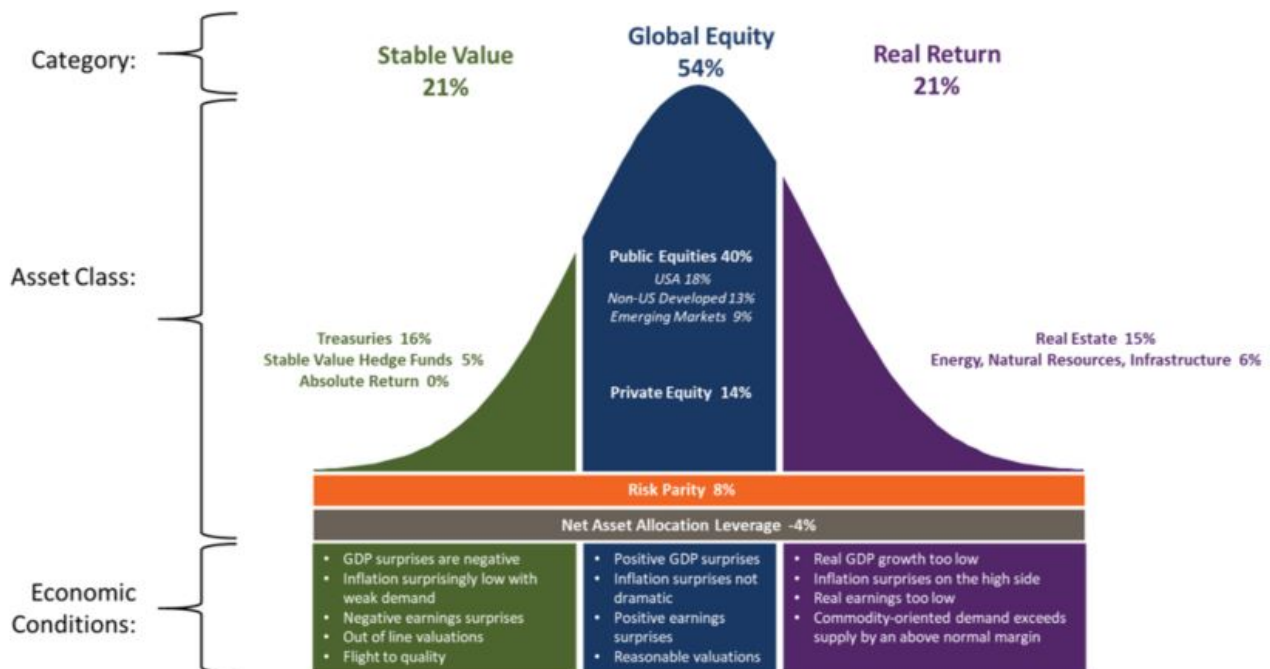 Category:
Stable Value
21%
Global Equity
54%
Real Return
21%
Asset Class:
Treasuries 16%
Stable Value Hedge Funds 5%
Absolute Return 0%
Public Equities 40%
USA 18%
Non-US Developed 13%
Emerging Markets 9%
Private Equity 14%
Real Estate 15%
Energy, Natural Resources, Infrastructure 6%
Risk Parity 8%
Net Asset Allocation Leverage -4%
Economic
Conditions:
• GDP surprises are negative
• Inflation surprisingly low with
weak demand
• Negative earnings surprises
• Out of line valuations
• Flight to quality
• Positive GDP surprises
• Inflation surprises not
dramatic
• Positive earnings
surprises
• Reasonable valuations
• Real GDP growth too low
• Inflation surprises on the high side
• Real earnings too low
• Commodity-oriented demand exceeds
supply by an above normal margin